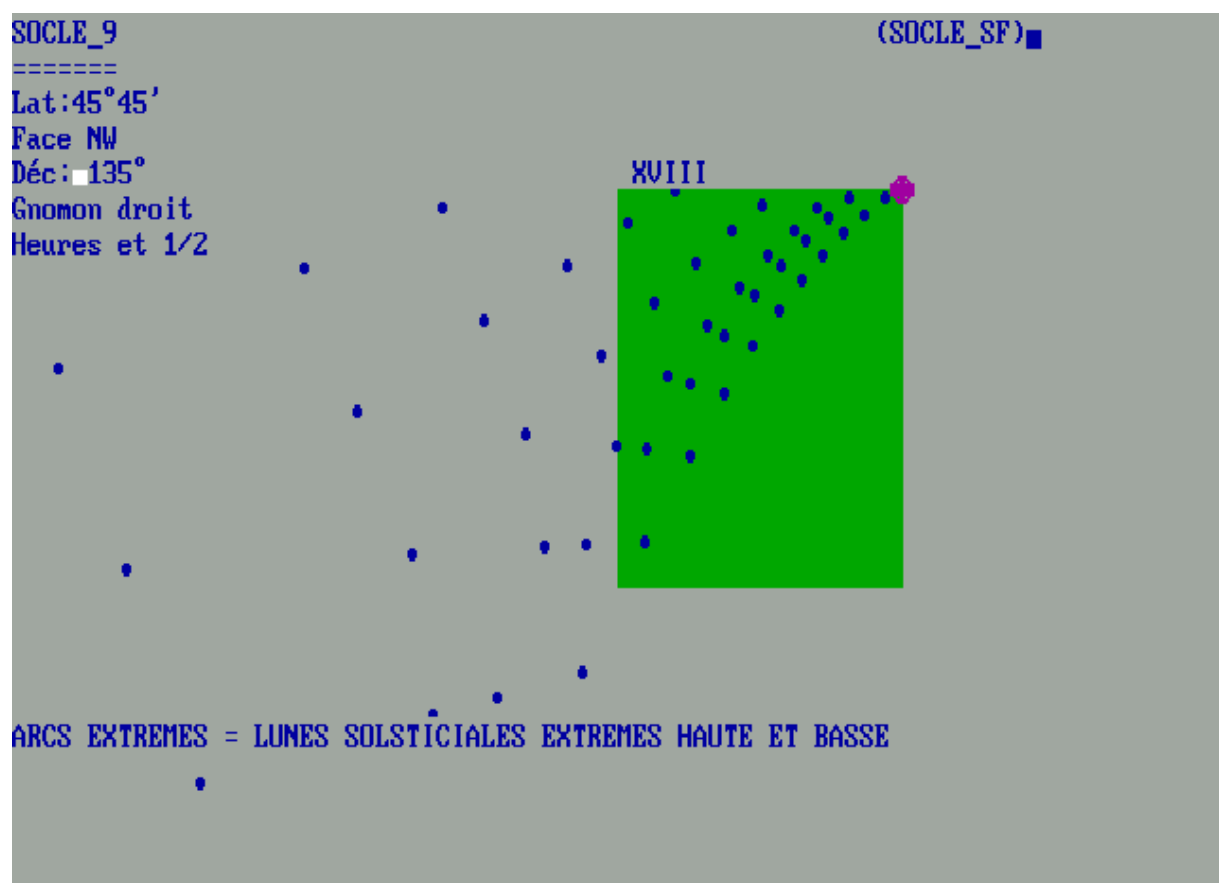 SOCLE_9 (SOCLE_SF)
=======
Lat:45°45'
Face NW
Déc: 135°
XVIII
Gnomon droit
Heures et 1/2
ARCS EXTREMES = LUNES SOLSTICIALES EXTREMES HAUTE ET BASSE